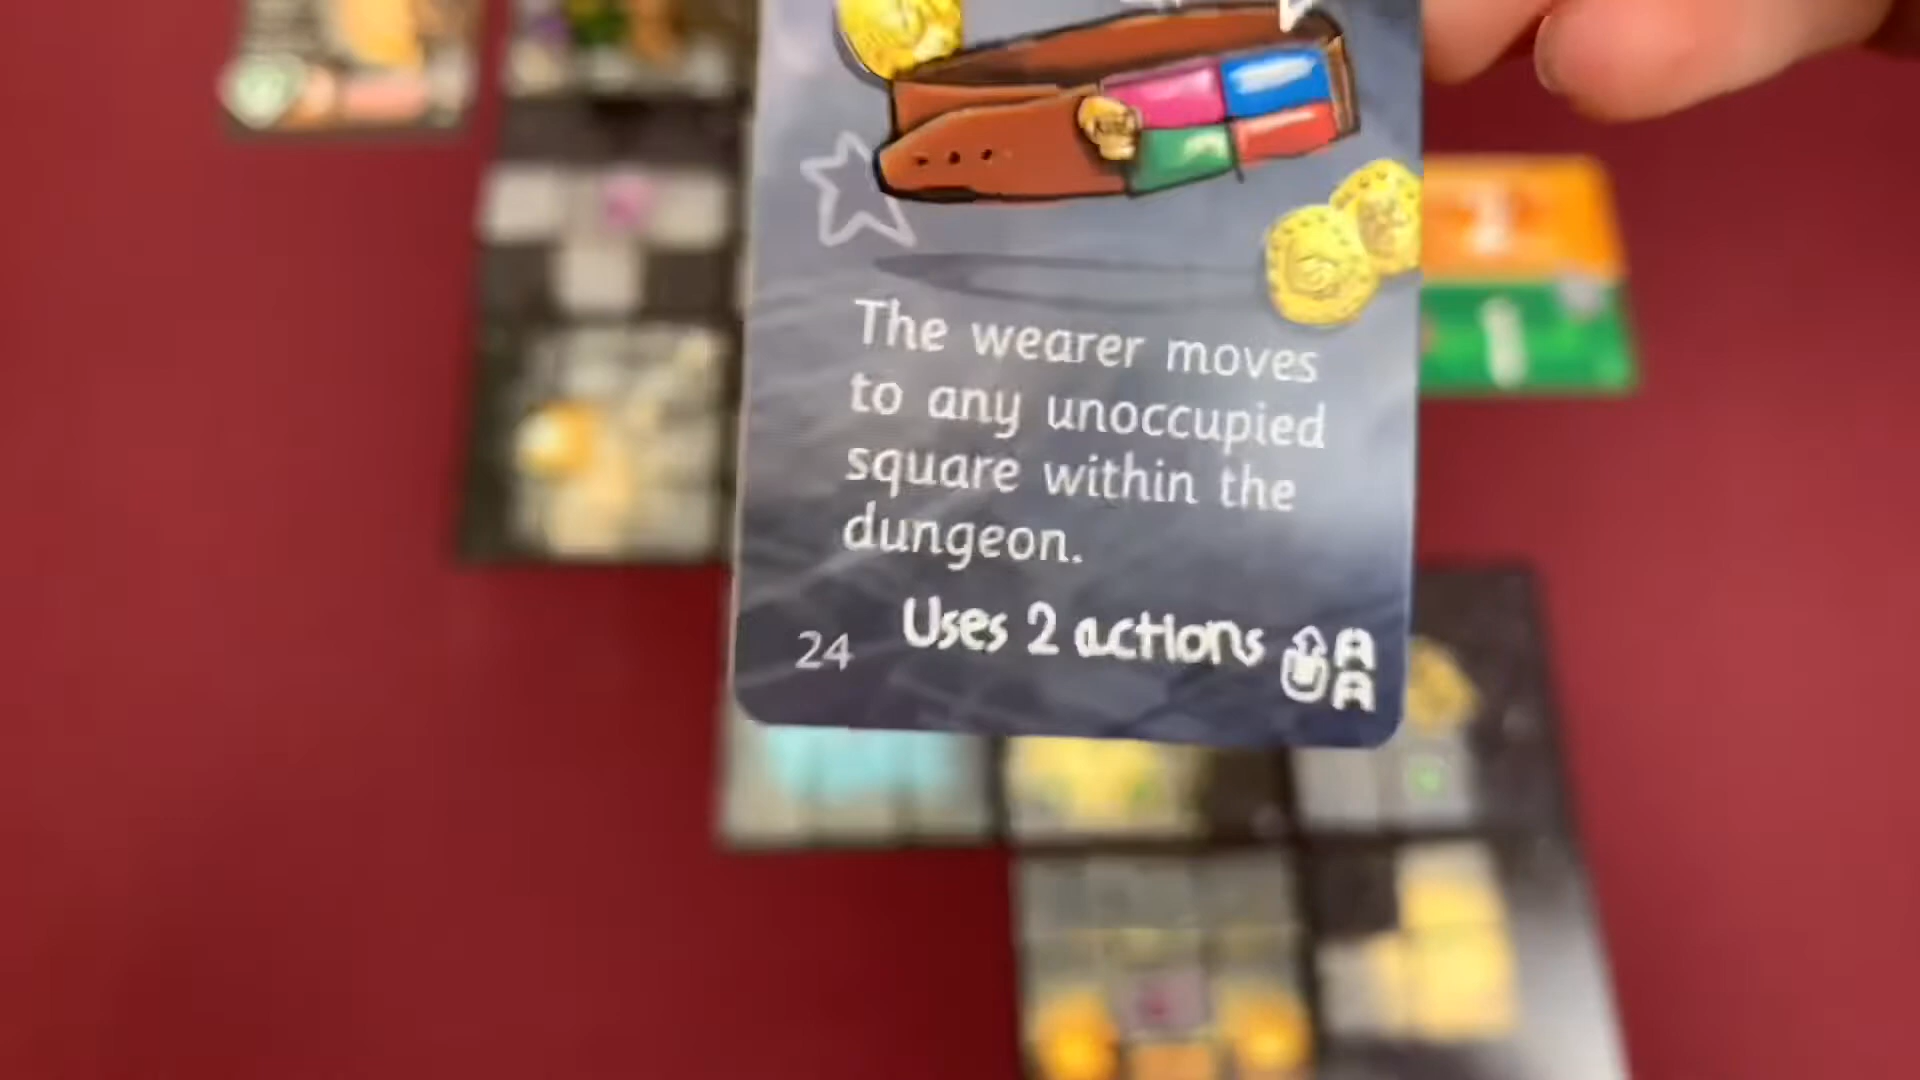 The wearer moves
to any unoccupied
square within the
dungeon.
24 Uses 2 actions